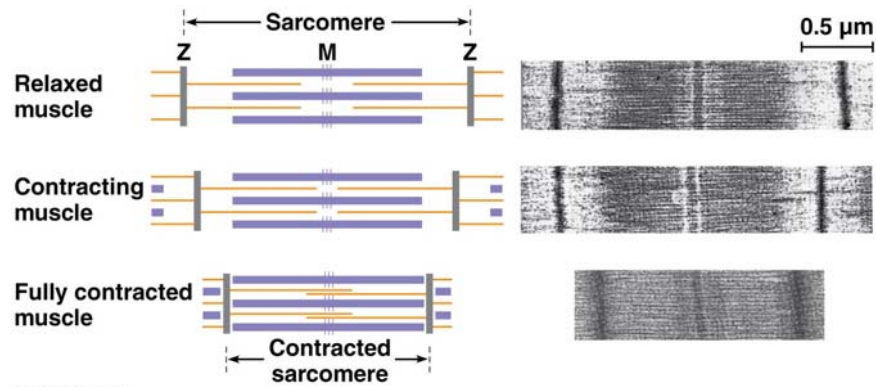 Sarcomere
0.5 µm
Z
M
Z
Relaxed
muscle
Contracting
muscle
Fully contracted
muscle
Contracted
sarcomere